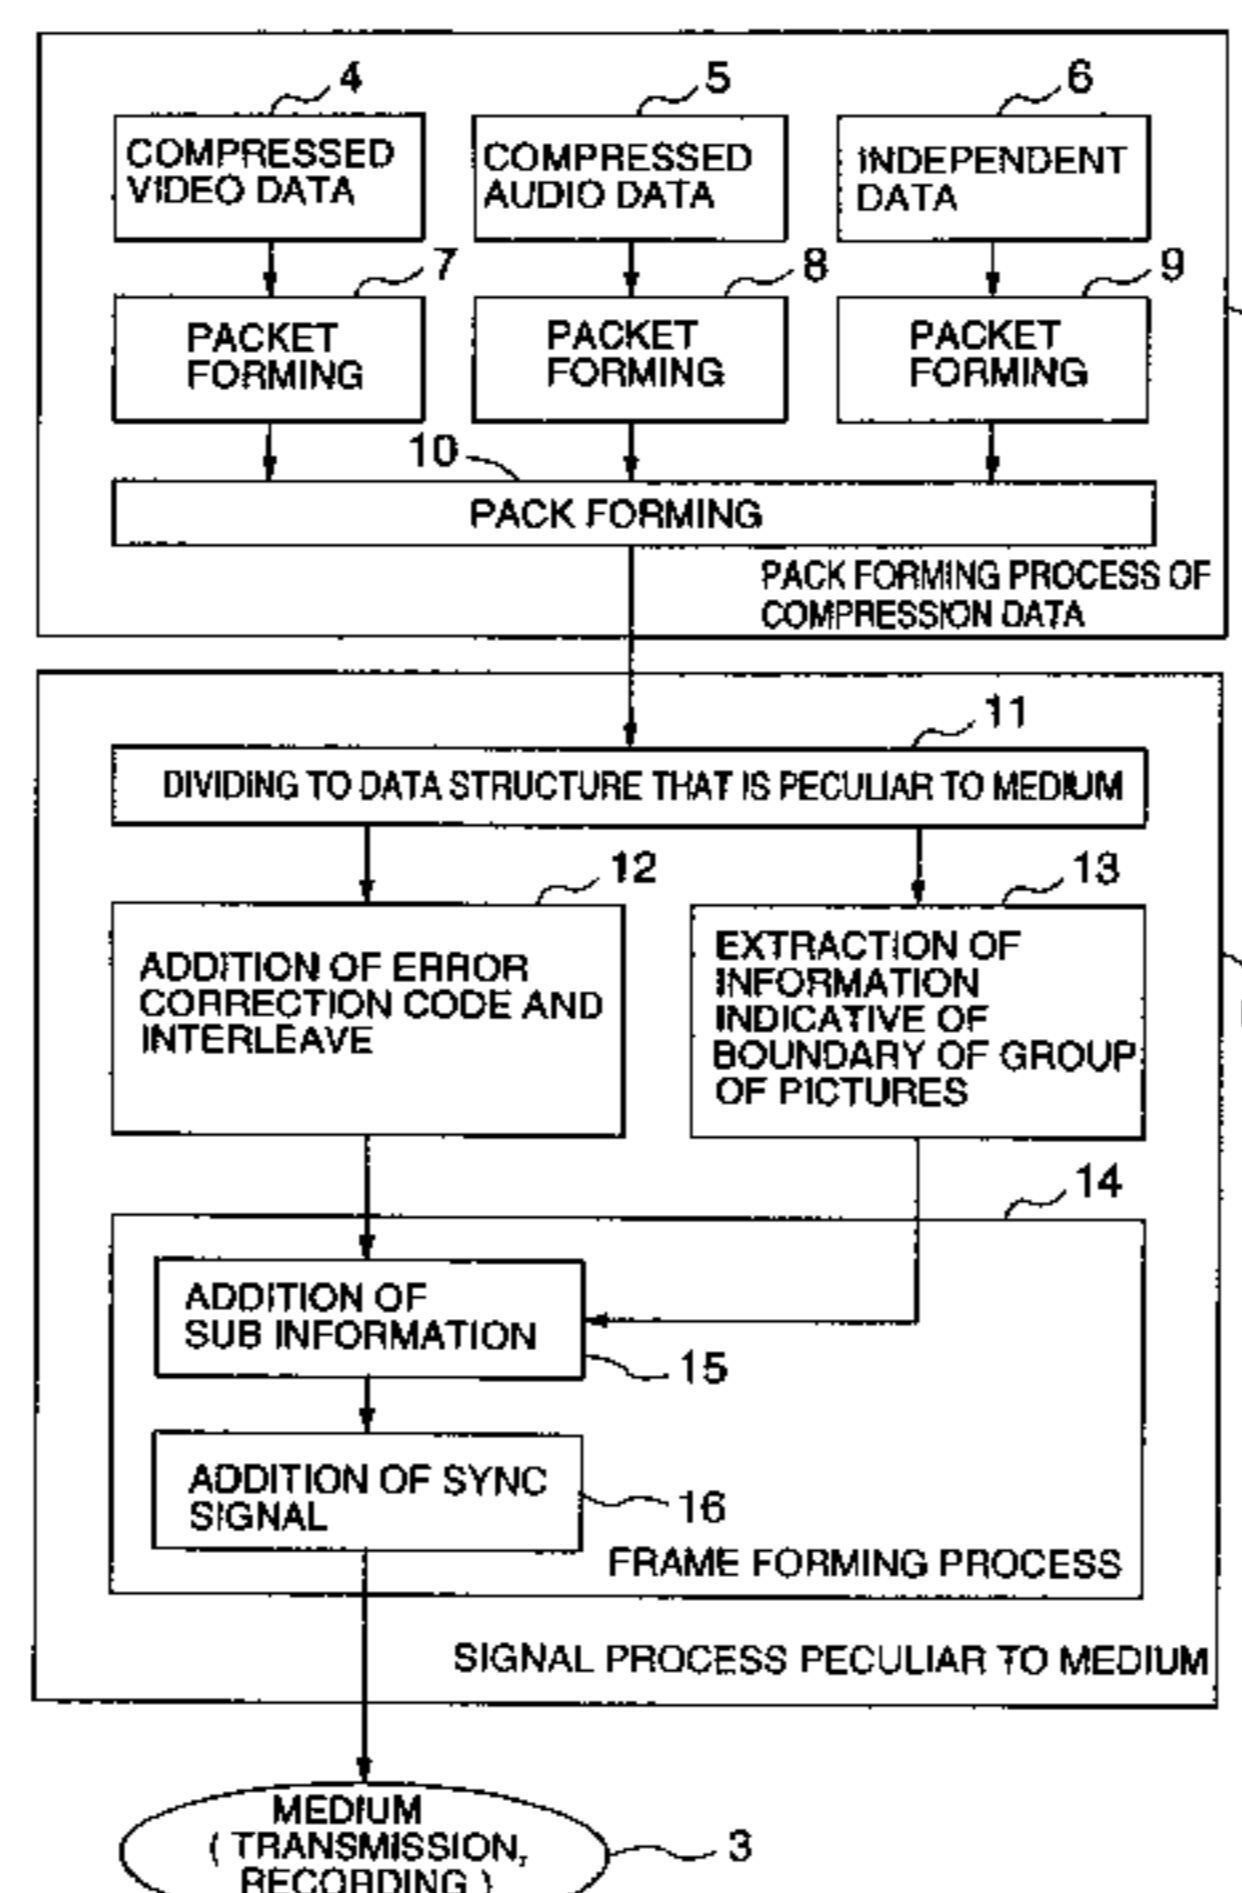 4
5
6
COMPRESSED
VIDEO DATA
COMPRESSED
AUDIO DATA
INDEPENDENT
DATA
7
8
9
PACKET
FORMING
PACKET
FORMING
PACKET
FORMING
10
PACK FORMING
PACK FORMING PROCESS OF
COMPRESSION DATA
11
DIVIDING TO DATA STRUCTURE THAT IS PECULIAR TO MEDIUM
12
13
ADDITION OF ERROR
CORRECTION CODE AND
INTERLEAVE
EXTRACTION OF
INFORMATION
INDICATIVE OF
BOUNDARY OF GROUP
OF PICTURES
14
ADDITION OF
SUB INFORMATION
15
ADDITION OF SYNC
SIGNAL
16
FRAME FORMING PROCESS
SIGNAL PROCESS PECULIAR TO MEDIUM
MEDIUM
( TRANSMISSION,
RECORDING )
3